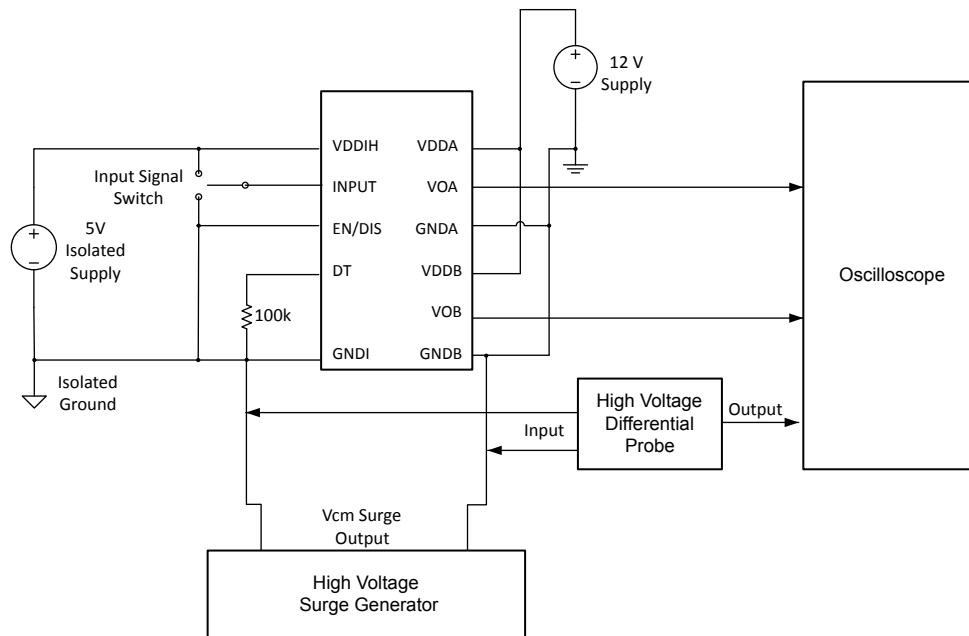 12 V
Supply
VDDIH
VDDA
Input Signal
Switch
INPUT
VOA
EN/DIS
GNDA
5V
Isolated
Supply
DT
VDDB
Oscilloscope
100k
VOB
GNDI
GNDB
Isolated
Ground
High Voltage
Differential
Probe
Input
Output
Vcm Surge
Output
High Voltage
Surge Generator